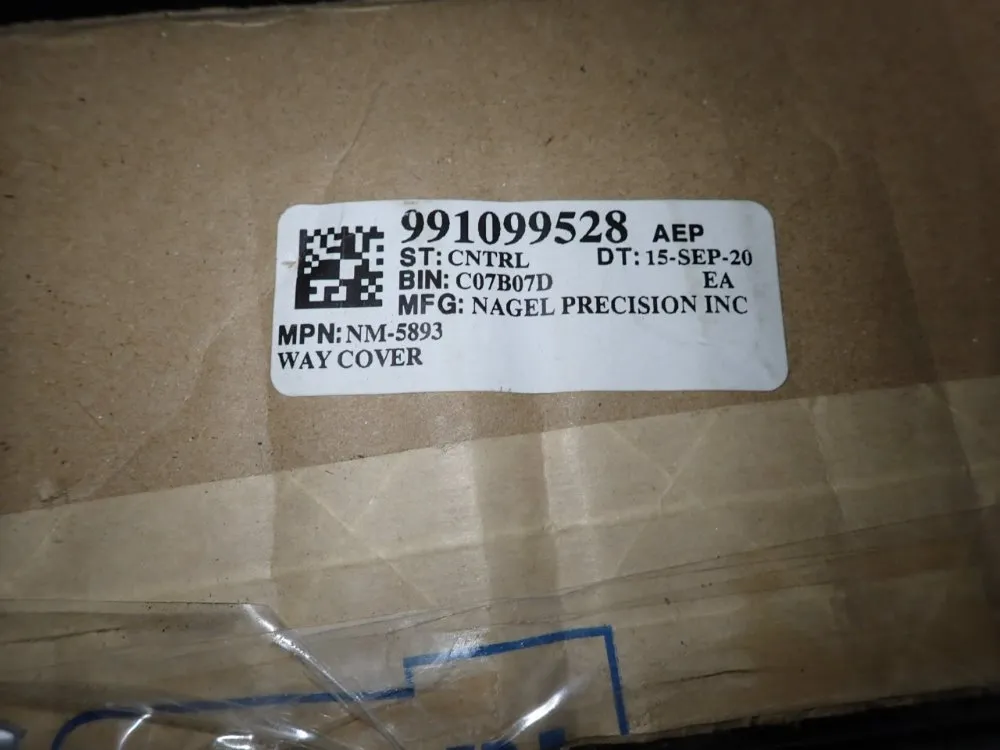 991099528 AEP
ST: CNTRL DT: 15-SEP-20
BIN: C07B07D EA
MFG: NAGEL PRECISION INC
MPN: NM-5893
WAY COVER